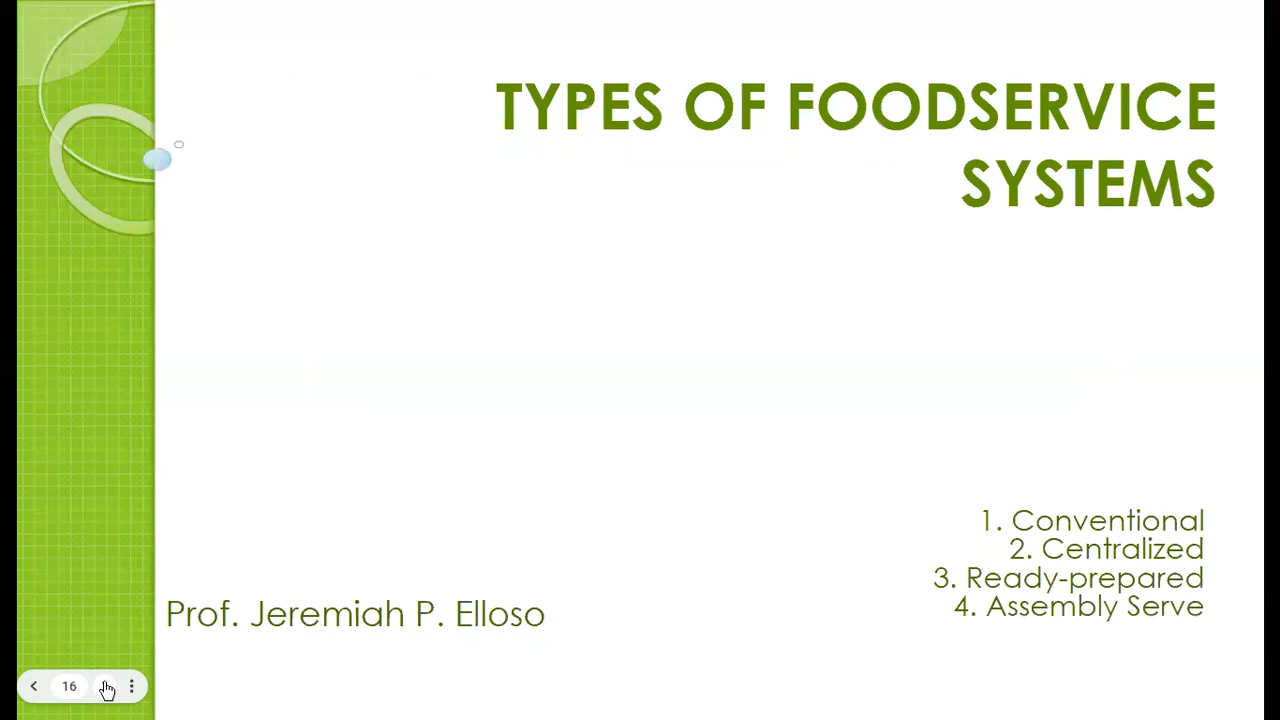 TYPES OF FOODSERVICE
SYSTEMS
1. Conventional
2. Centralized
3. Ready-prepared
4. Assembly Serve
Prof. Jeremiah P. Elloso
16